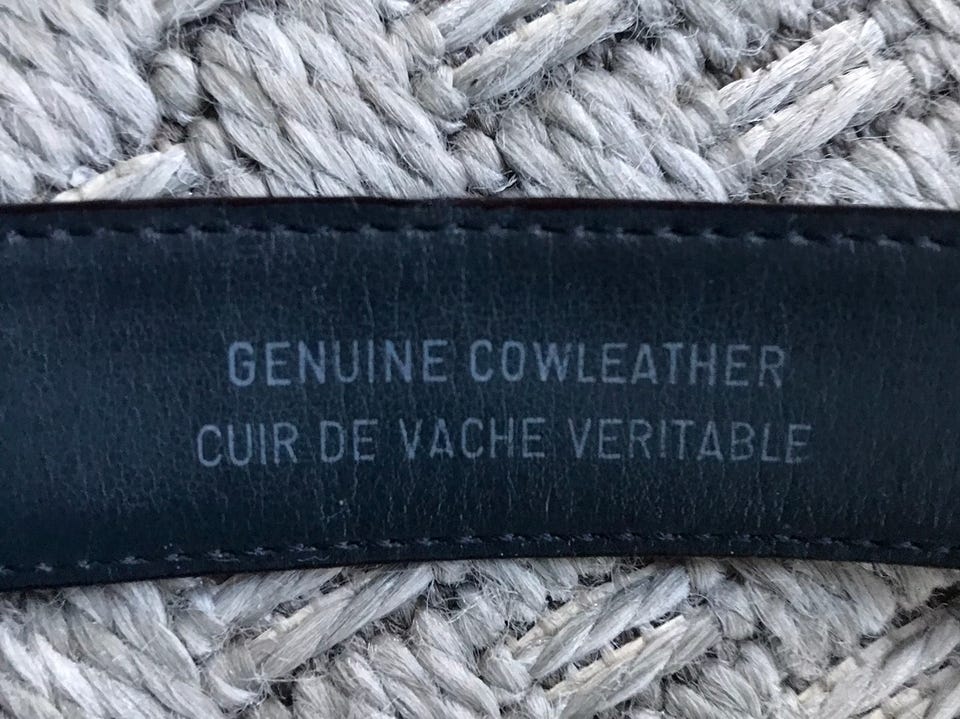 GENUINE COWLEATHER
CUIR DE VACHE VERITABLE